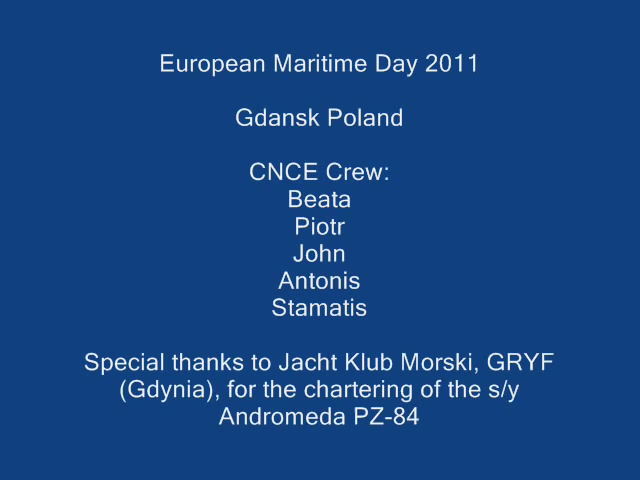 European Maritime Day 2011
Gdansk Poland
CNCE Crew:
Beata
Piotr
John
Antonis
Stamatis
Special thanks to Jacht Klub Morski, GRYF
(Gdynia), for the chartering of the s/y
Andromeda PZ-84